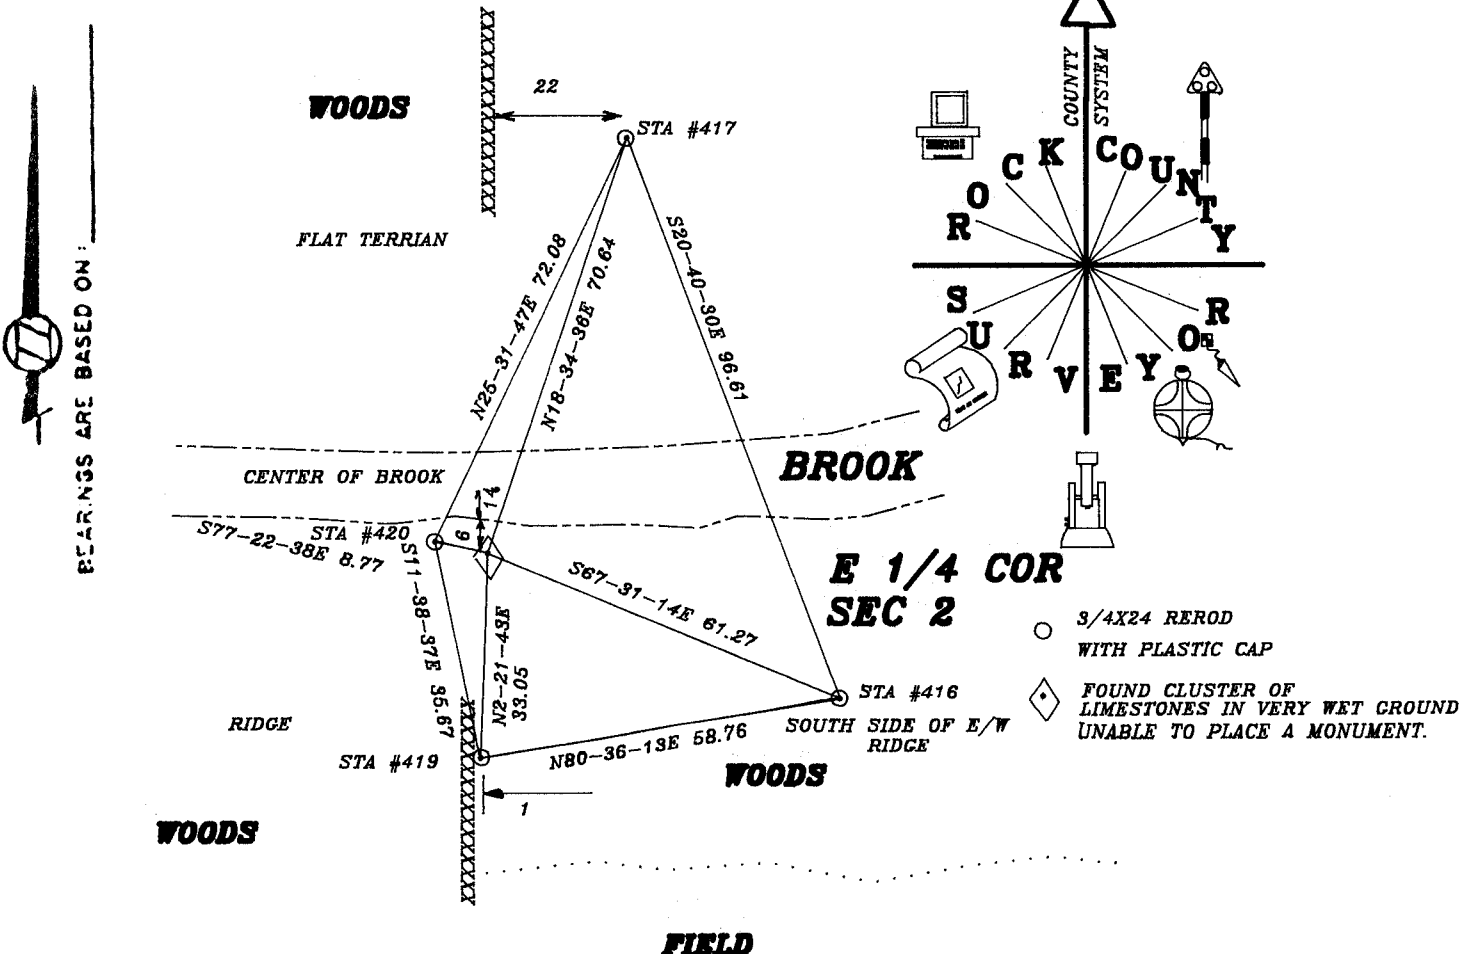 WOODS
22
STA #417
FLAT TERRIAN
BEARINGS ARE BASED ON:
N25-31-47E 72.08
N18-34-36E 70.64
S20-40-30E 96.61
COUNTY
SYSTEM
ROCK COUNTY
SURVEYOR
CENTER OF BROOK
BROOK
14
6
STA #420
S77-22-38E 8.77
S11-38-37E 35.67
N2-21-43E
33.05
S67-31-14E 61.27
E 1/4 COR
SEC 2
3/4X24 REROD
WITH PLASTIC CAP
FOUND CLUSTER OF
LIMESTONES IN VERY WET GROUND
UNABLE TO PLACE A MONUMENT.
STA #416
SOUTH SIDE OF E/W
RIDGE
RIDGE
STA #419
N80-36-13E 58.76
WOODS
1
WOODS
FIELD